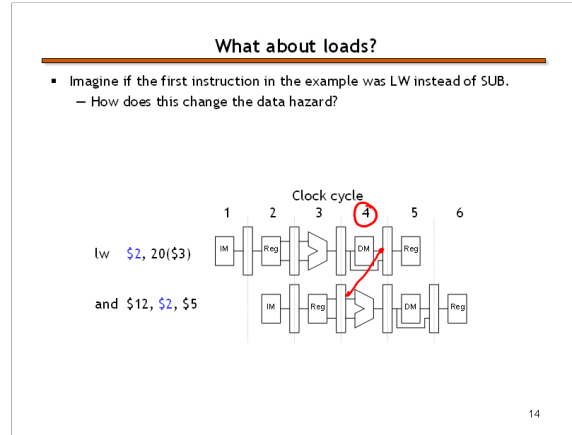 What about loads?
▪ Imagine if the first instruction in the example was LW instead of SUB.
— How does this change the data hazard?
Clock cycle
1 2 3 4 5 6
lw $2, 20($3) IM Reg DM Reg
and $12, $2, $5 IM Reg DM Reg
14